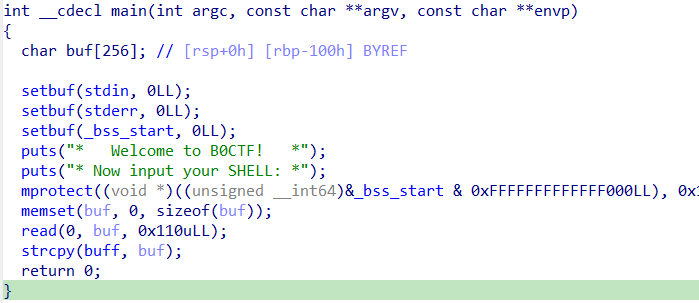 int __cdecl main(int argc, const char **argv, const char **envp)
{
char buf[256]; // [rsp+0h] [rbp-100h] BYREF
setbuf(stdin, 0LL);
setbuf(stderr, 0LL);
setbuf(_bss_start, 0LL);
puts("*   Welcome to B0CTF!   *");
puts("* Now input your SHELL: *");
mprotect((void *)((unsigned __int64)&_bss_start & 0xFFFFFFFFFFFFF000LL), 0x1
memset(buf, 0, sizeof(buf));
read(0, buf, 0x110uLL);
strcpy(buff, buf);
return 0;
}